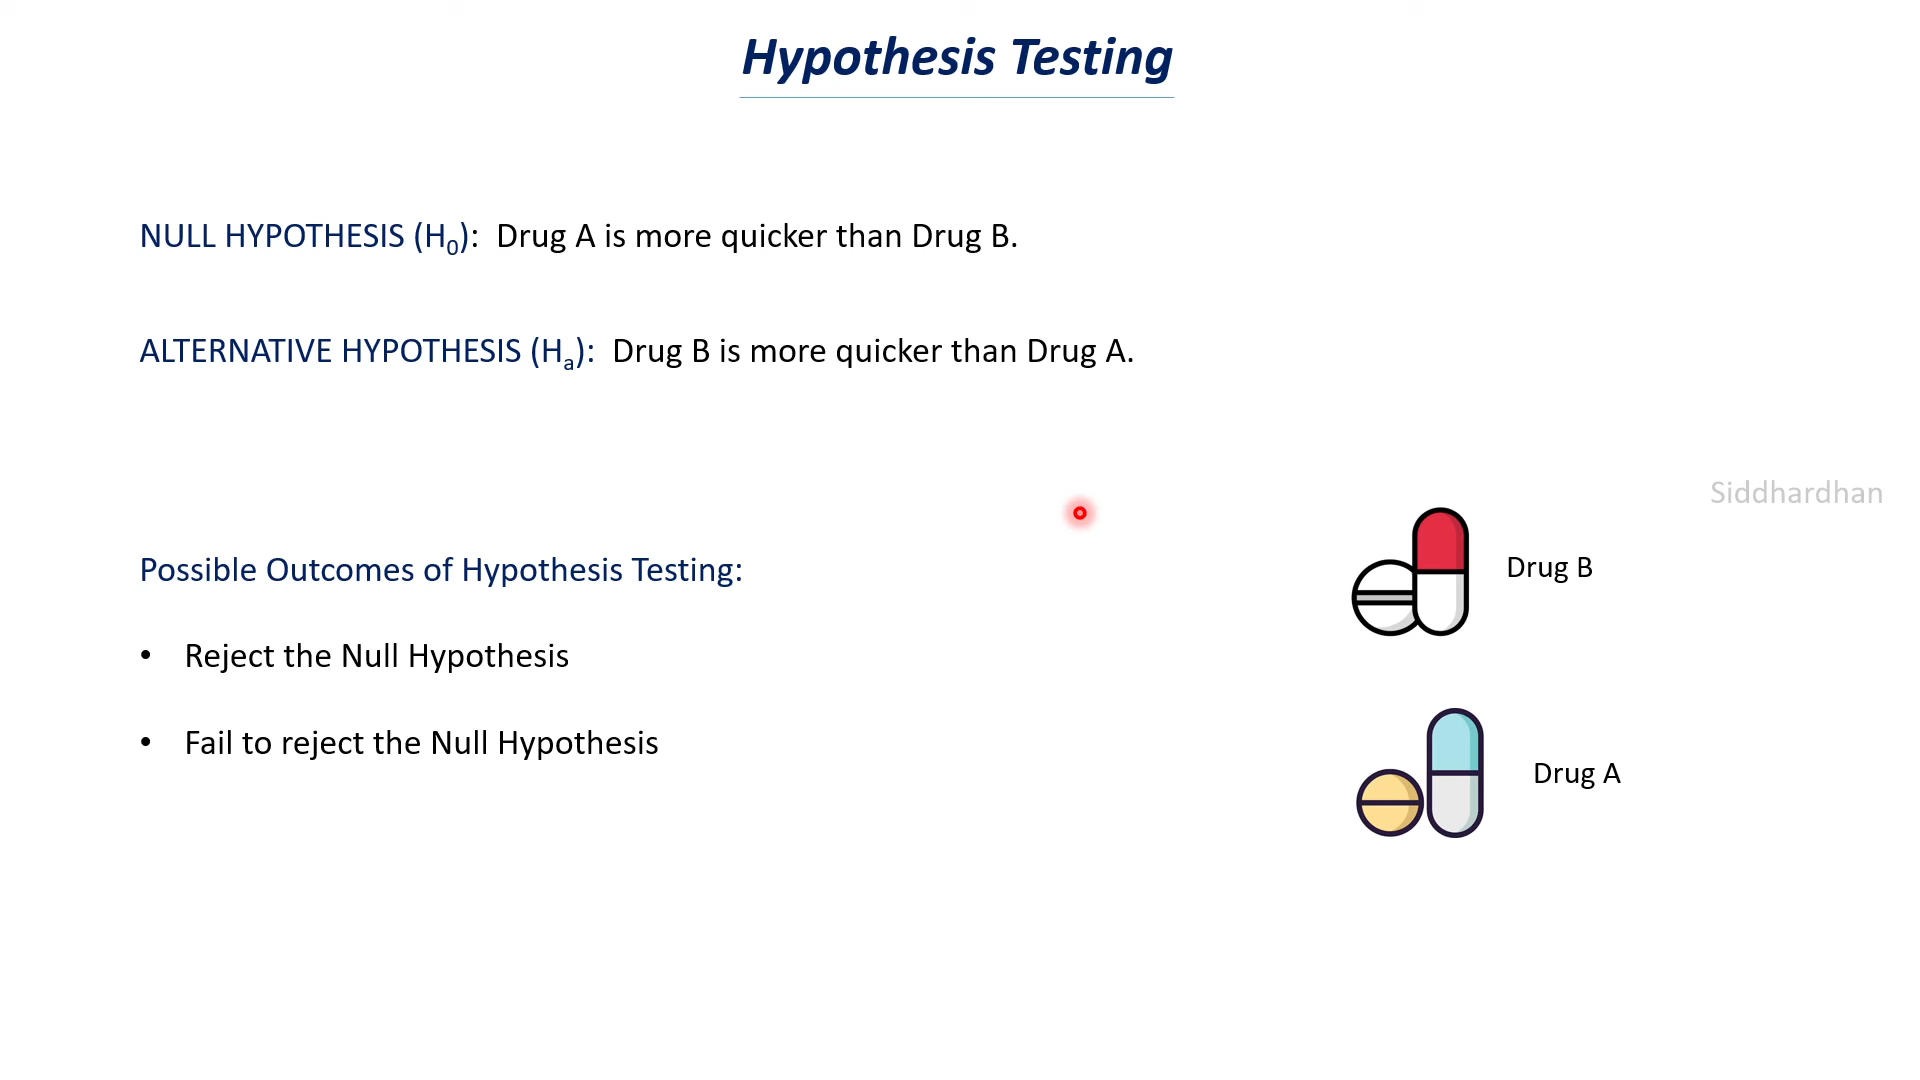 Hypothesis Testing
NULL HYPOTHESIS (H₀): Drug A is more quicker than Drug B.
ALTERNATIVE HYPOTHESIS (Hₐ): Drug B is more quicker than Drug A.
Siddhardhan
Possible Outcomes of Hypothesis Testing:
• Reject the Null Hypothesis
• Fail to reject the Null Hypothesis
Drug B
Drug A